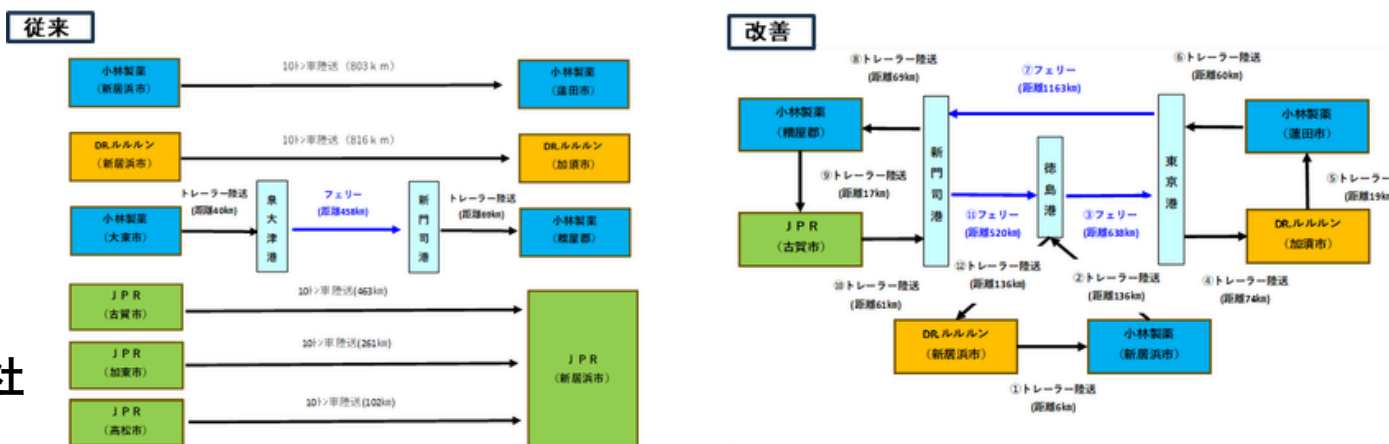 従来
小林製薬
（新居浜市）
10トン車陸送（803ｋｍ）
小林製薬
（蓮田市）
DR.ルルルン
（新居浜市）
10トン車陸送（816ｋｍ）
DR.ルルルン
（加須市）
小林製薬
（大東市）
トレーラー陸送
（距離40km）
泉大津港
フェリー
（距離458km）
新門司港
トレーラー陸送
（距離69km）
小林製薬
（糟屋郡）
ＪＰＲ
（古賀市）
10トン車陸送(463km)
ＪＰＲ
（加東市）
10トン車陸送(261km)
ＪＰＲ
（高松市）
10トン車陸送(102km)
ＪＰＲ
（新居浜市）
社
改善
⑧トレーラー陸送
（距離69km）
⑦フェリー
（距離1163km）
⑥トレーラー陸送
（距離60km）
小林製薬
（糟屋郡）
新門司港
徳島港
東京港
小林製薬
（蓮田市）
⑨トレーラー陸送
（距離17km）
⑤トレーラー陸送
（距離19km
ＪＰＲ
（古賀市）
⑪フェリー
（距離520km）
③フェリー
（距離638km）
DR.ルルルン
（加須市）
⑩トレーラー陸送
（距離61km）
⑫トレーラー陸送
（距離136km）
②トレーラー陸送
（距離136km）
④トレーラー陸送
（距離74km）
DR.ルルルン
（新居浜市）
小林製薬
（新居浜市）
①トレーラー陸送
（距離6km）